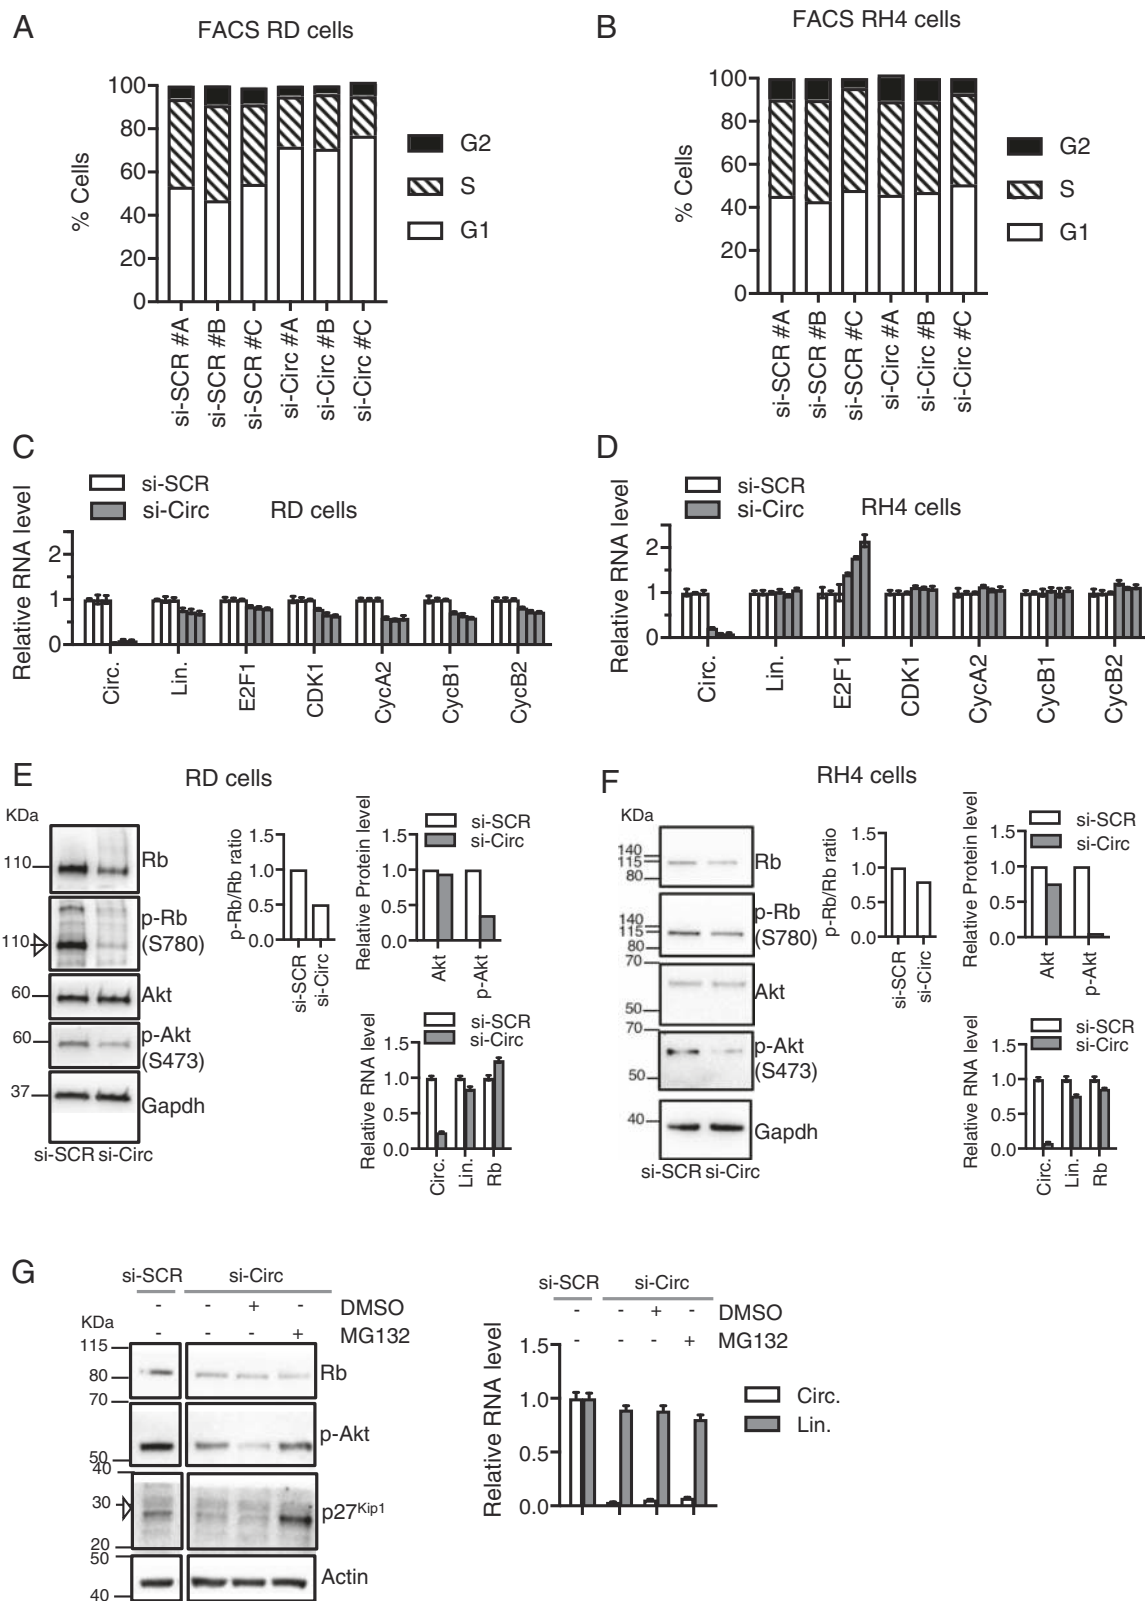 A
FACS RD cells
100
80
60
40
20
0
% Cells
G2
S
G1
si-SCR #A
si-SCR #B
si-SCR #C
si-Circ #A
si-Circ #B
si-Circ #C
B
FACS RH4 cells
100
80
60
40
20
0
% Cells
G2
S
G1
si-SCR #A
si-SCR #B
si-SCR #C
si-Circ #A
si-Circ #B
si-Circ #C
C
si-SCR
si-Circ
RD cells
Relative RNA level
2
1
0
Circ.
Lin.
E2F1
CDK1
CycA2
CycB1
CycB2
D
si-SCR
si-Circ
RH4 cells
Relative RNA level
2
1
0
Circ.
Lin.
E2F1
CDK1
CycA2
CycB1
CycB2
E
RD cells
KDa
110
Rb
110
p-Rb
(S780)
60
Akt
60
p-Akt
(S473)
37
Gapdh
si-SCR si-Circ
p-Rb/Rb ratio
1.5
1.0
0.5
0.0
si-SCR
si-Circ
si-SCR
si-Circ
Relative Protein level
1.5
1.0
0.5
0.0
Akt
p-Akt
si-SCR
si-Circ
Relative RNA level
1.5
1.0
0.5
0.0
Circ.
Lin.
Rb
F
RH4 cells
KDa
140
115
80
Rb
140
115
80
p-Rb
(S780)
70
50
Akt
70
50
p-Akt
(S473)
40
Gapdh
si-SCR si-Circ
p-Rb/Rb ratio
1.5
1.0
0.5
0.0
si-SCR
si-Circ
si-SCR
si-Circ
Relative Protein level
1.5
1.0
0.5
0.0
Akt
p-Akt
si-SCR
si-Circ
Relative RNA level
1.5
1.0
0.5
0.0
Circ.
Lin.
Rb
G
si-SCR si-Circ
- - + - DMSO
- - - + MG132
KDa
115
80
70
Rb
50
p-Akt
40
30
20
p27Kip1
50
40
Actin
si-SCR si-Circ
- - + - DMSO
- - - + MG132
Relative RNA level
1.5
1.0
0.5
0.0
Circ.
Lin.